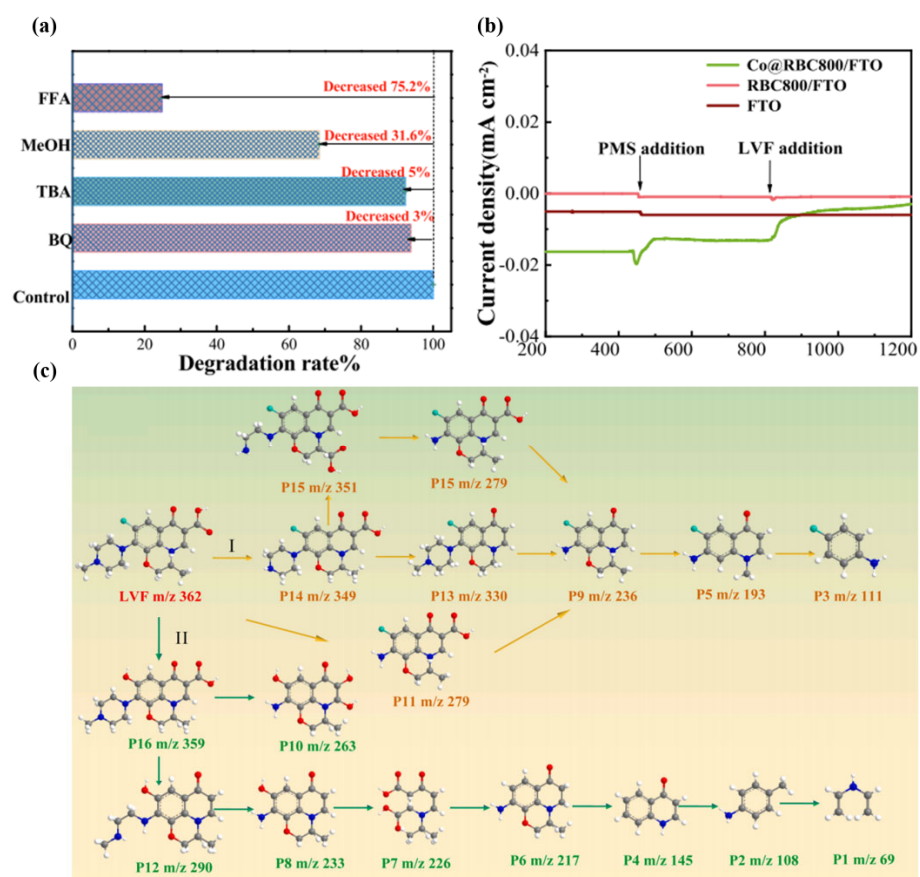 (a)
FFA
MeOH
TBA
BQ
Control
Decreased 75.2%
Decreased 31.6%
Decreased 5%
Decreased 3%
0 20 40 60 80 100
Degradation rate%
(b)
Current density(mA cm⁻²)
0.04
0.02
0.00
-0.02
-0.04
Co@RBC800/FTO
RBC800/FTO
FTO
PMS addition
LVF addition
200 400 600 800 1000 1200
(c)
P15 m/z 351
P15 m/z 279
I
LVF m/z 362
P14 m/z 349
P13 m/z 330
P9 m/z 236
P5 m/z 193
P3 m/z 111
II
P11 m/z 279
P16 m/z 359
P10 m/z 263
P12 m/z 290
P8 m/z 233
P7 m/z 226
P6 m/z 217
P4 m/z 145
P2 m/z 108
P1 m/z 69